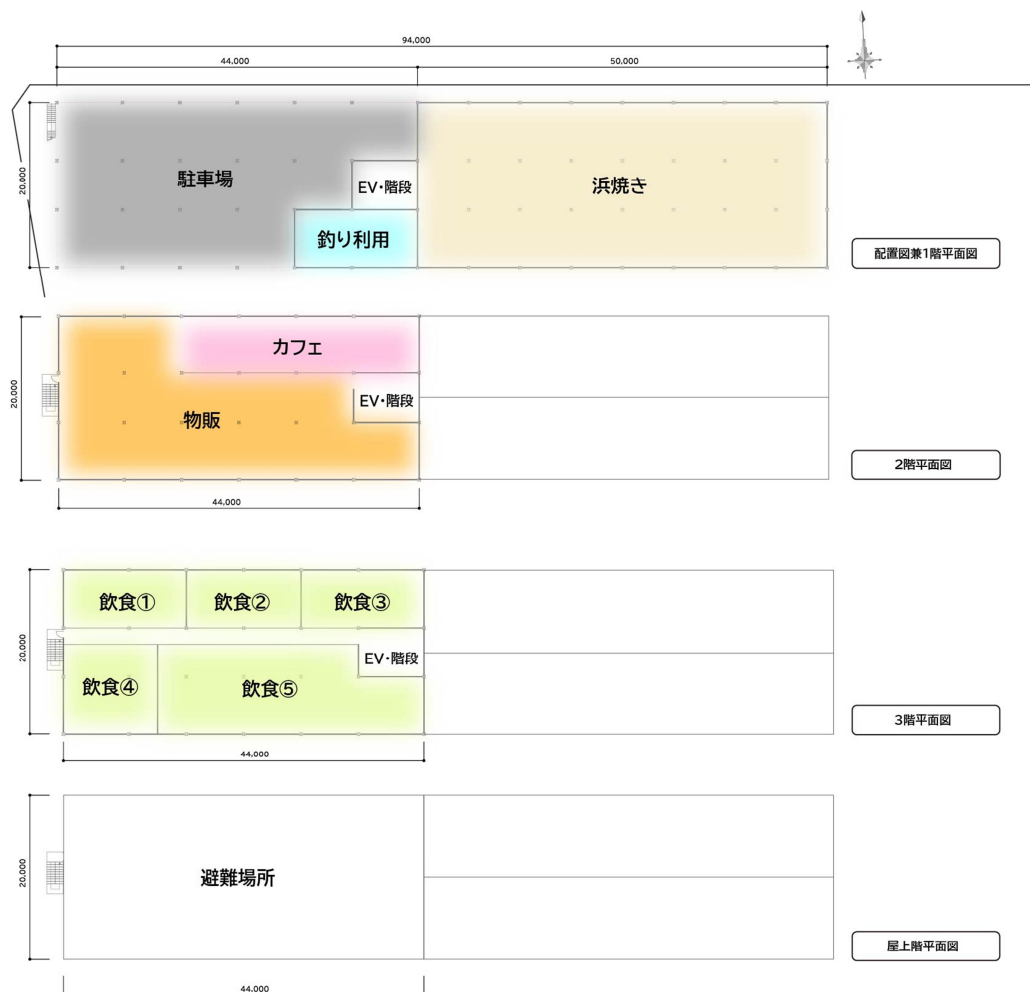 94,000
44,000
50,000
20,000
駐車場
EV・階段
釣り利用
浜焼き
配置図兼1階平面図
20,000
カフェ
物販
EV・階段
44,000
2階平面図
20,000
飲食①
飲食②
飲食③
飲食④
飲食⑤
EV・階段
44,000
3階平面図
20,000
避難場所
44,000
屋上階平面図